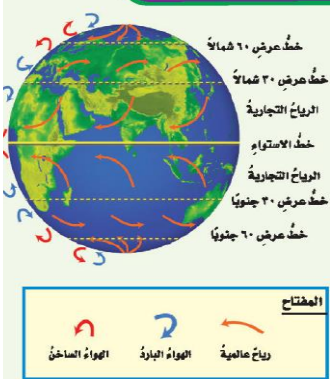 خطُّ عرضِ ٦٠ شمالاً
خطُّ عرضِ ٣٠ شمالاً
الرياحُ التجاريةُ
خطُّ الاستواءِ
الرياحُ التجاريةُ
خطُّ عرضِ ٣٠ جنوبًا
خطُّ عرضِ ٦٠ جنوبًا
المفتاح
رياحٌ عالميةٌ
الهواءُ الباردُ
الهواءُ الساخنُ